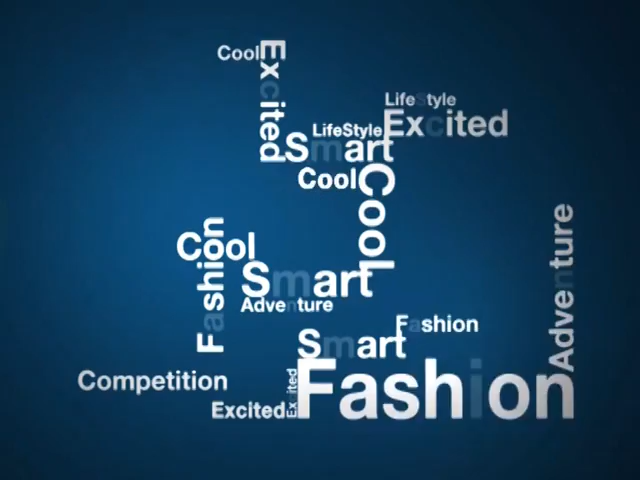 Cool
Excited
LifeStyle
Excited
LifeStyle
Smart
Cool
Cool
Cool
Fashion
Smart
Adventure
Adventure
Fashion
Smart
Competition
Excited
Excited
Fashion